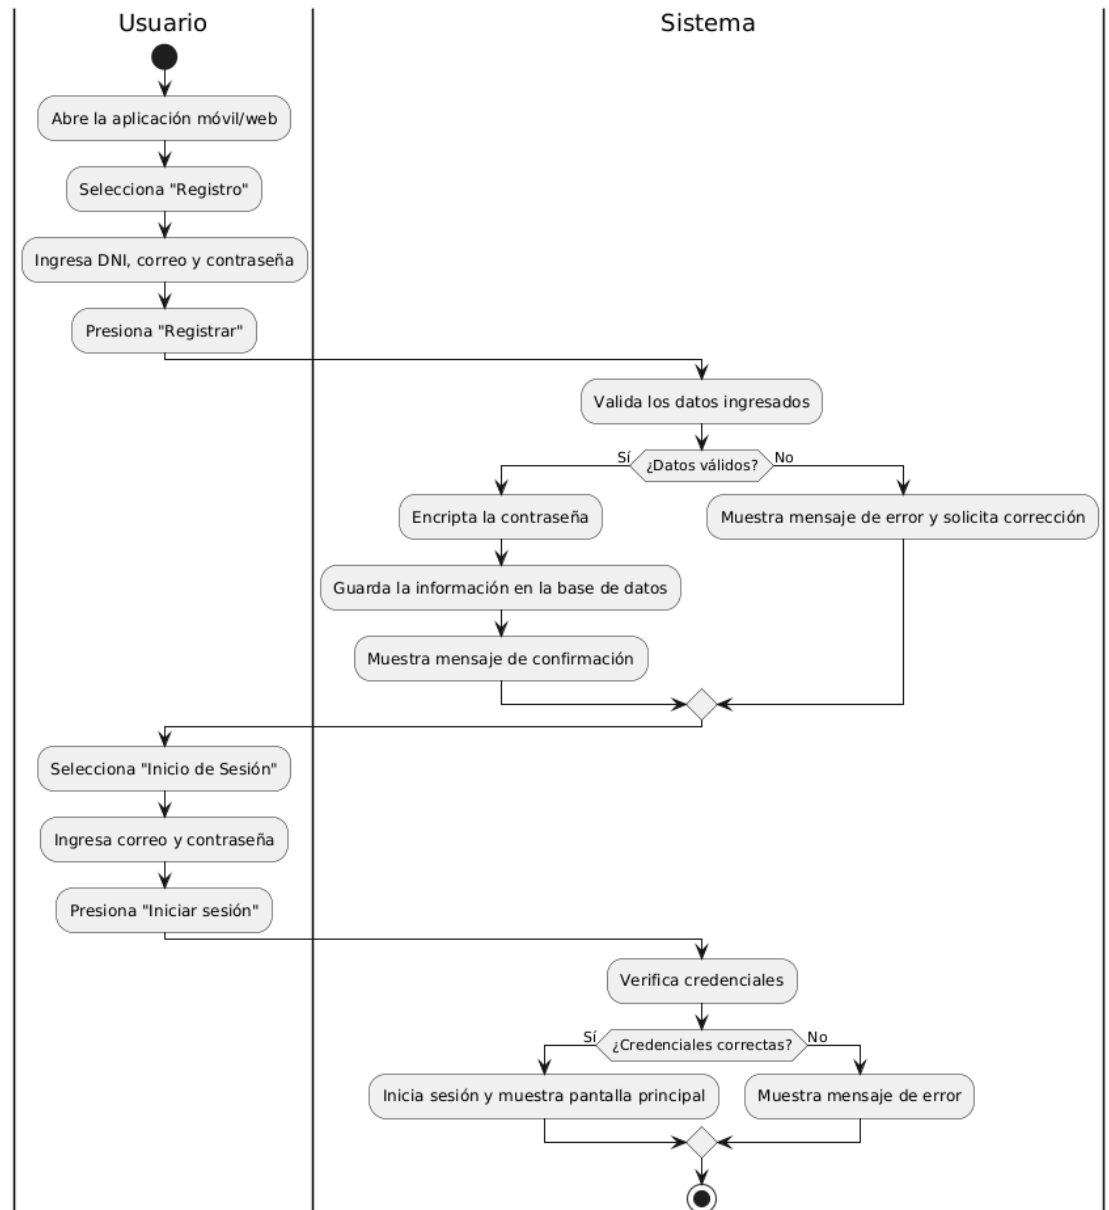 Usuario
Sistema
Abre la aplicación móvil/web
Selecciona "Registro"
Ingresa DNI, correo y contraseña
Presiona "Registrar"
Valida los datos ingresados
Sí
¿Datos válidos?
No
Encripta la contraseña
Muestra mensaje de error y solicita corrección
Guarda la información en la base de datos
Muestra mensaje de confirmación
Selecciona "Inicio de Sesión"
Ingresa correo y contraseña
Presiona "Iniciar sesión"
Verifica credenciales
Sí
¿Credenciales correctas?
No
Inicia sesión y muestra pantalla principal
Muestra mensaje de error